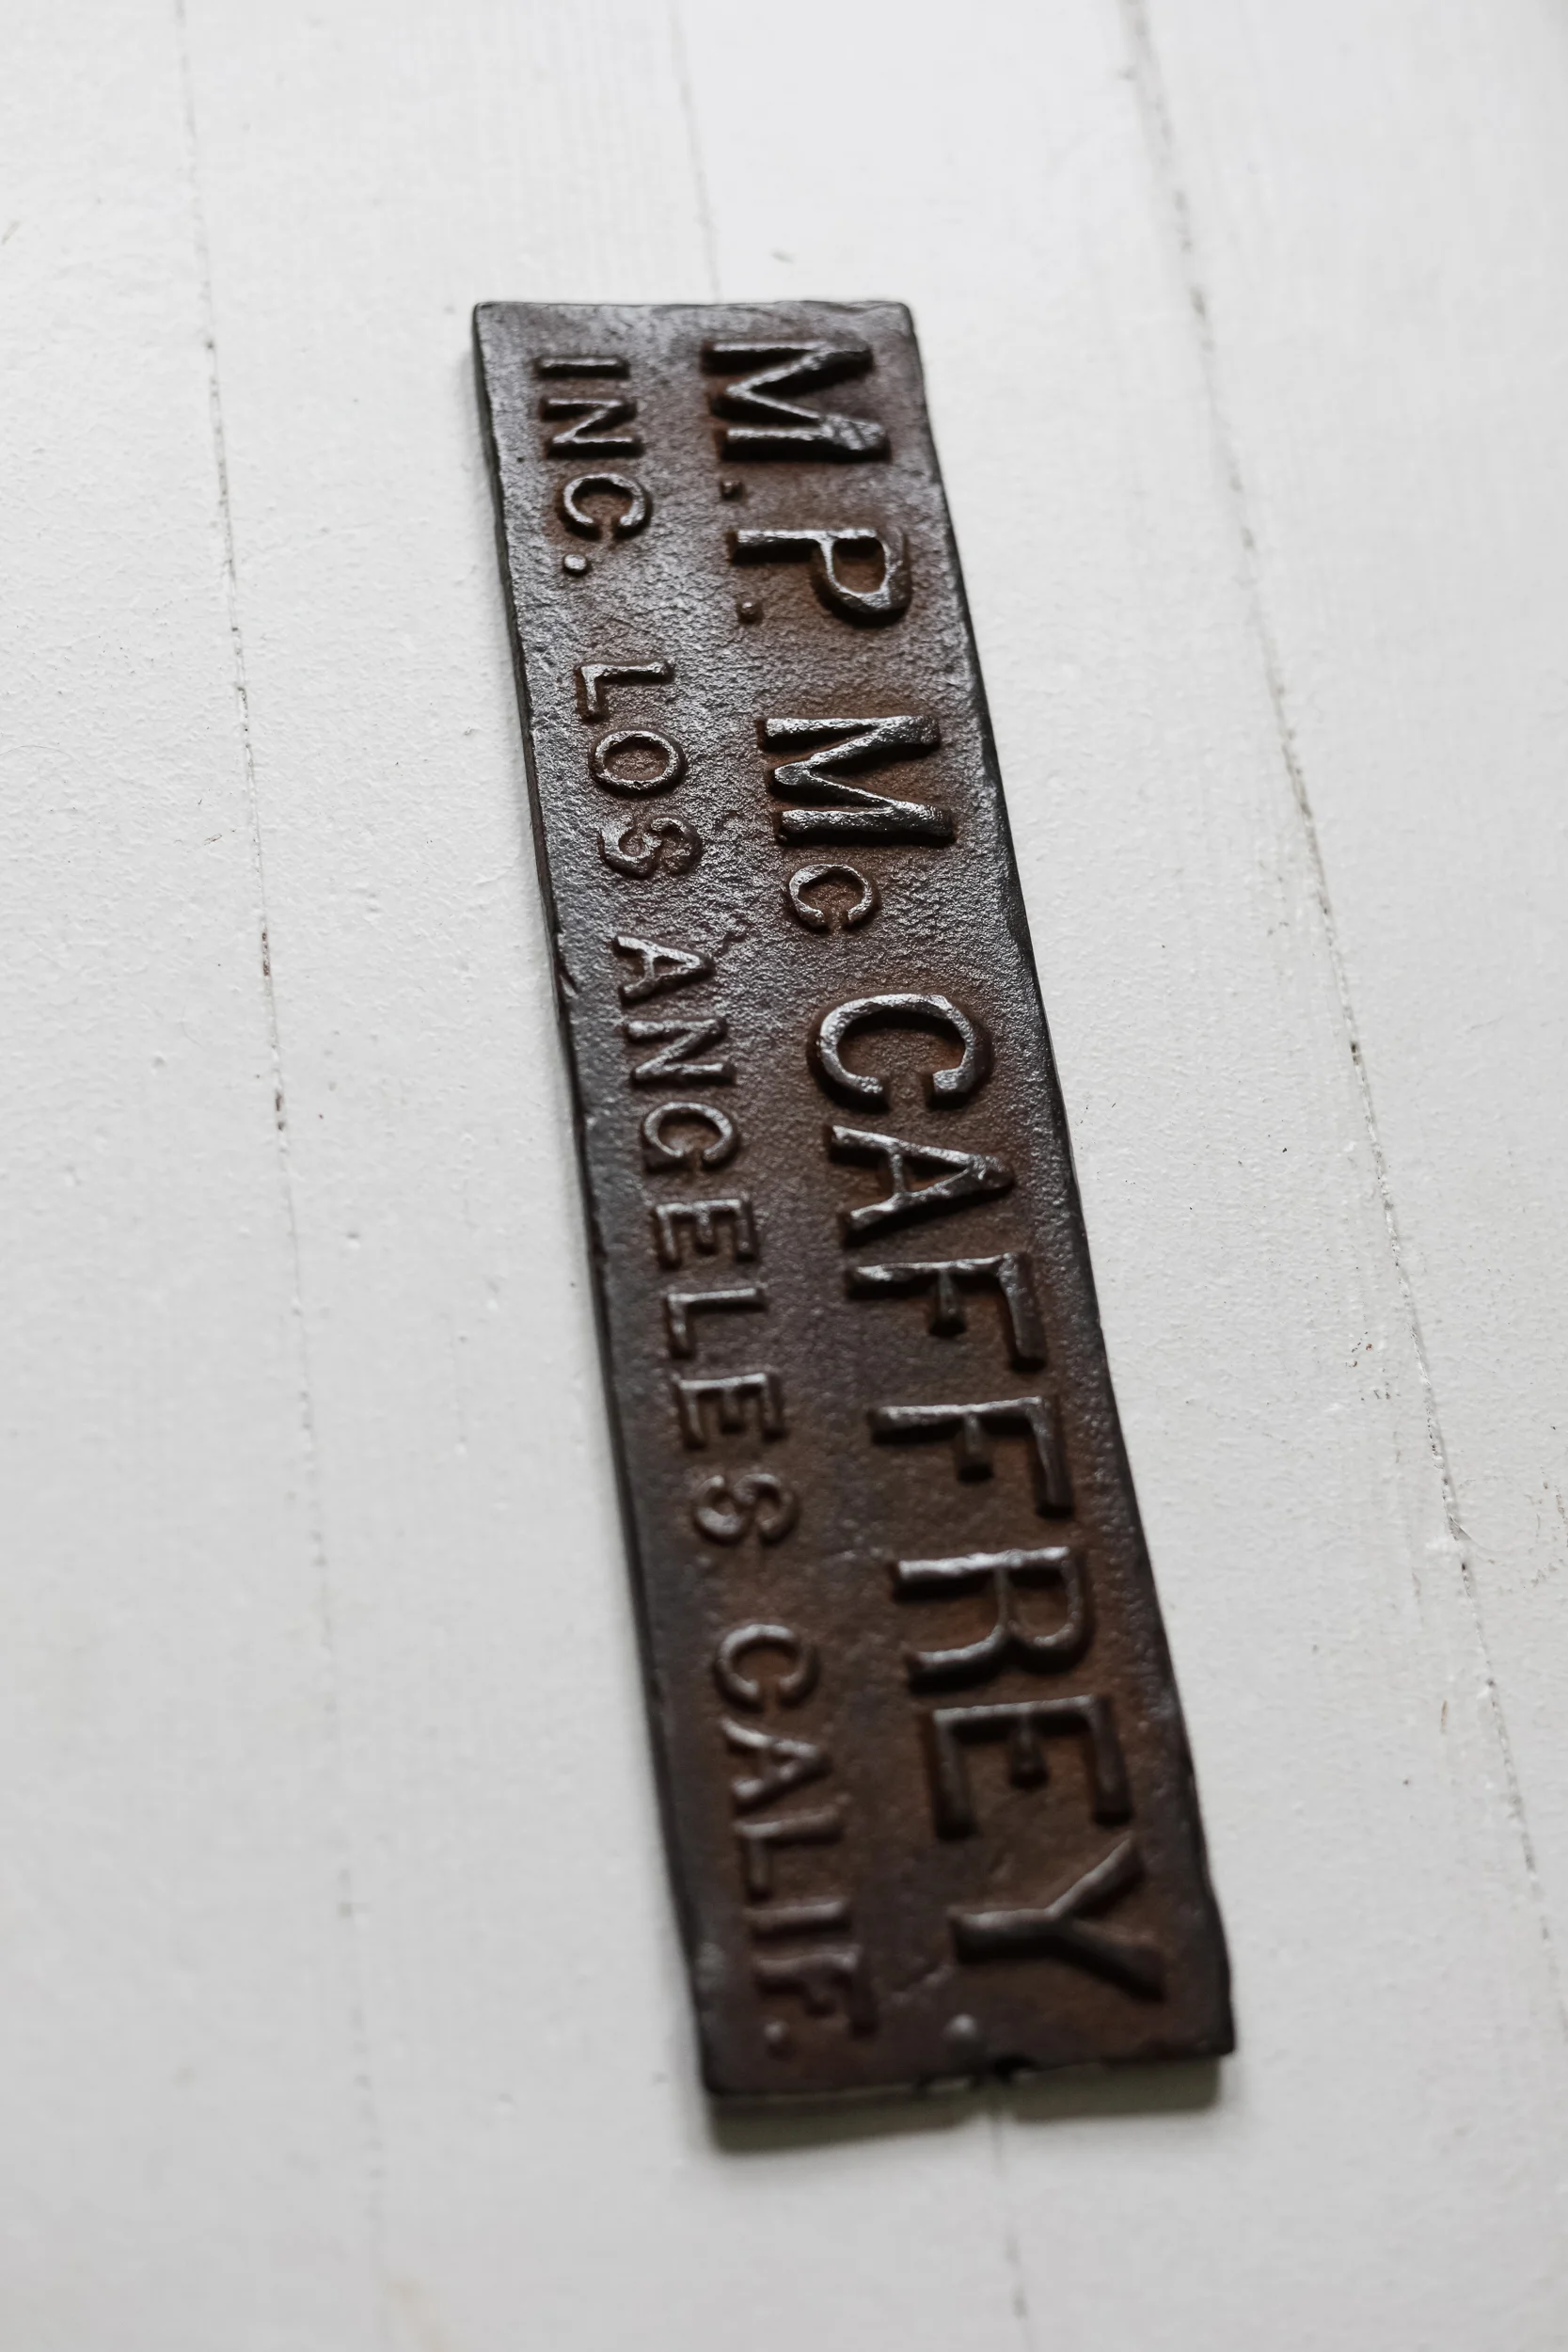 M.P. McCAFFREY
INC. LOS ANGELES CALIF.